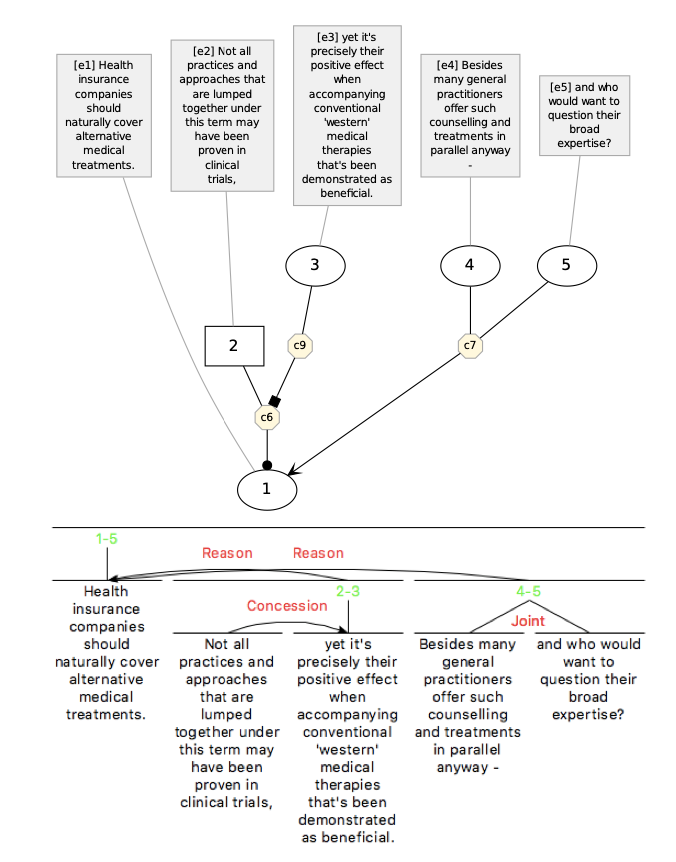 [e1] Health
insurance
companies
should
naturally cover
alternative
medical
treatments.
[e2] Not all
practices and
approaches that
are lumped
together under
this term may
have been
proven in
clinical
trials,
[e3] yet it's
precisely their
positive effect
when
accompanying
conventional
'western'
medical
therapies
that's been
demonstrated as
beneficial.
[e4] Besides
many general
practitioners
offer such
counselling and
treatments in
parallel anyway
-
[e5] and who
would want to
question their
broad
expertise?
3
4
5
2
c9
c7
c6
1
1-5
Reason
Reason
Health
insurance
companies
should
naturally cover
alternative
medical
treatments.
2-3
4-5
Concession
Joint
Not all
practices and
approaches
that are
lumped
together under
this term may
have been
proven in
clinical trials,
yet it's
precisely their
positive effect
when
accompanying
conventional
'western'
medical
therapies
that's been
demonstrated
as beneficial.
Besides many
general
practitioners
offer such
counselling
and treatments
in parallel
anyway -
and who would
want to
question their
broad
expertise?